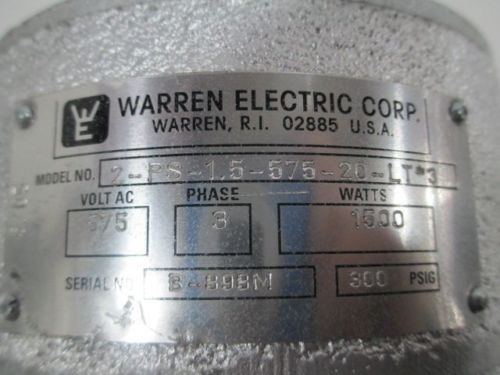 WE WARREN ELECTRIC CORP.
WARREN, R.I. 02885 U.S.A.
MODEL NO. 2-PS-1.5-575-20-LT*3
VOLT AC PHASE WATTS
575 3 1500
SERIAL NO. 300 PSIG